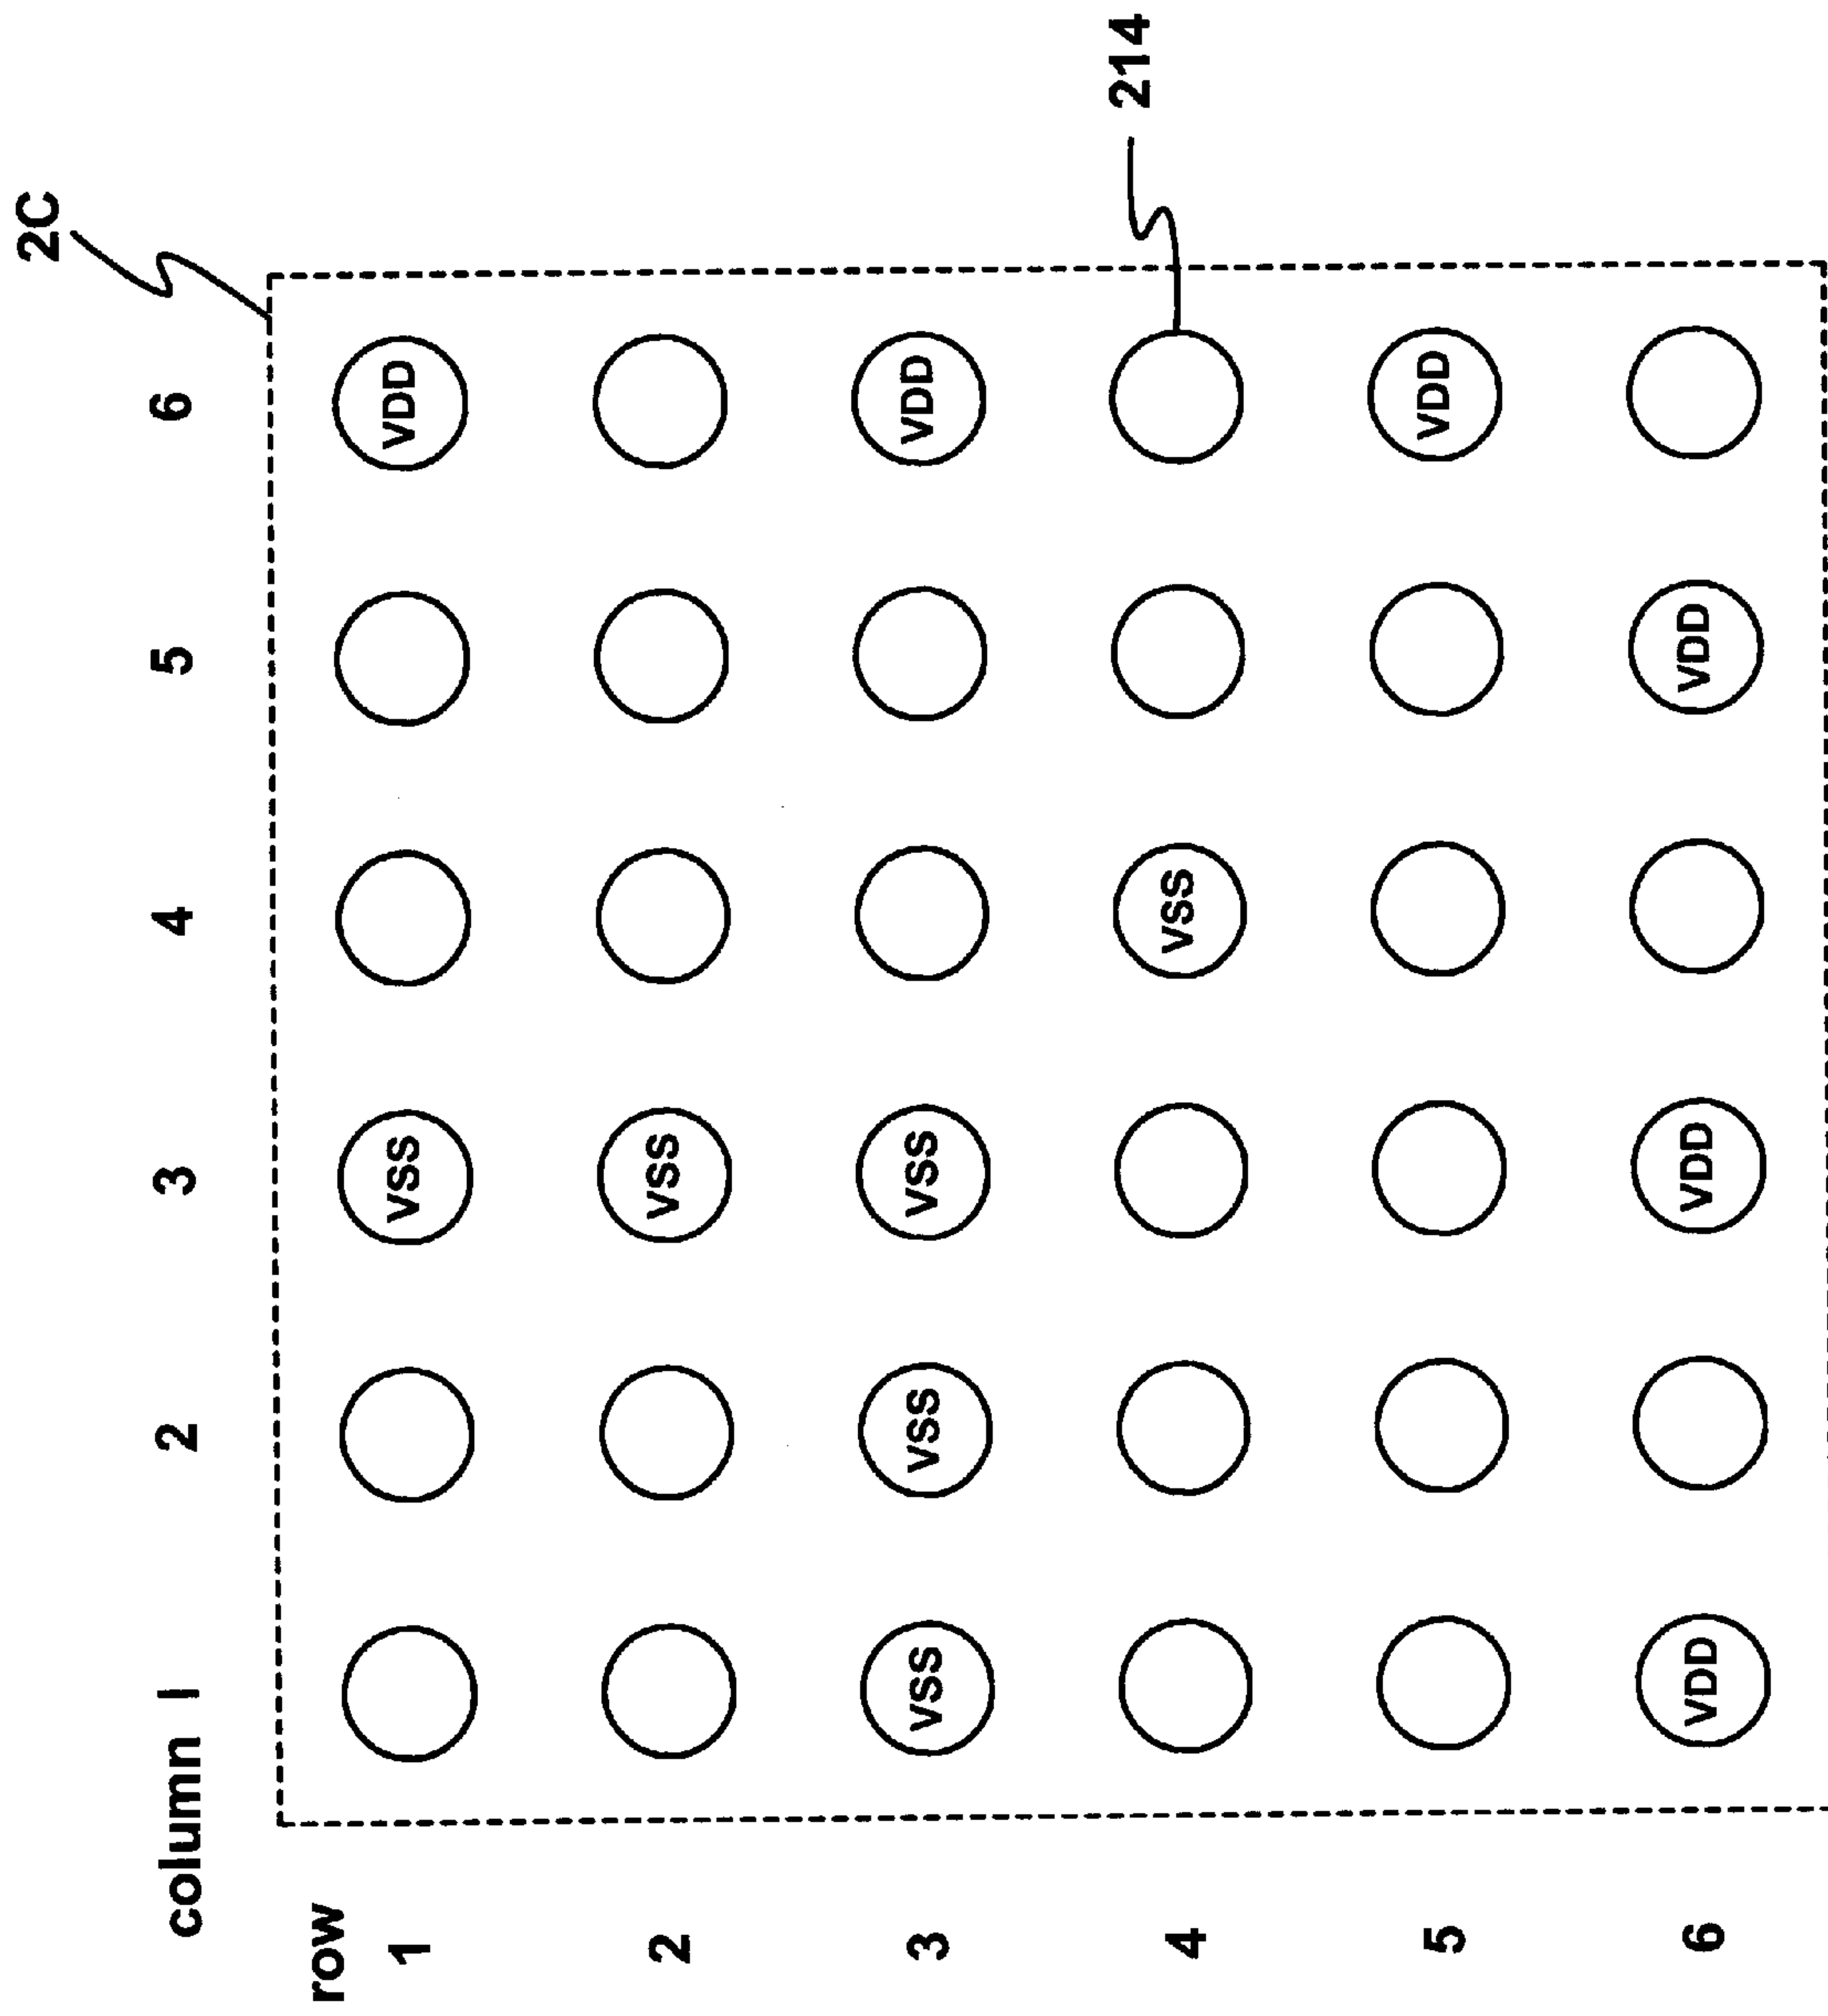 2C
column 1 2 3 4 5 6
row
1 VSS VDD
2 VSS
3 VSS VSS VSS VDD
4 VSS 214
5 VDD
6 VDD VDD VDD